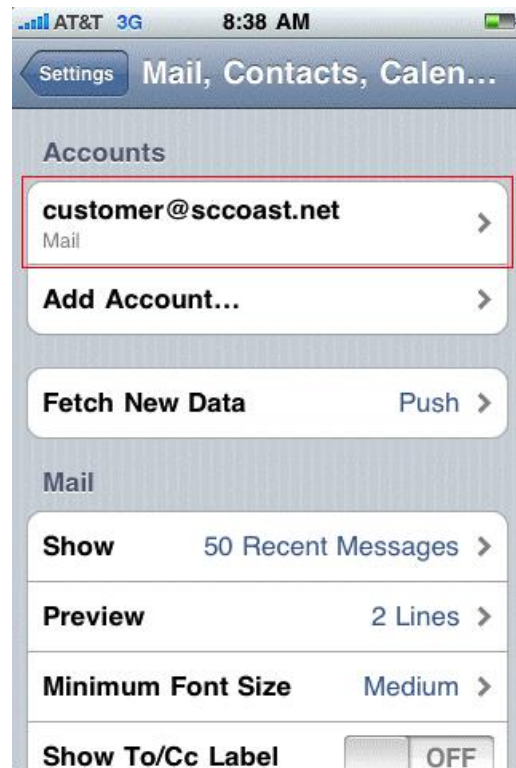 AT&T 3G 8:38 AM
Settings Mail, Contacts, Calen...
Accounts
customer@sccoast.net
Mail
Add Account...
Fetch New Data Push
Mail
Show 50 Recent Messages
Preview 2 Lines
Minimum Font Size Medium
Show To/Cc Label OFF